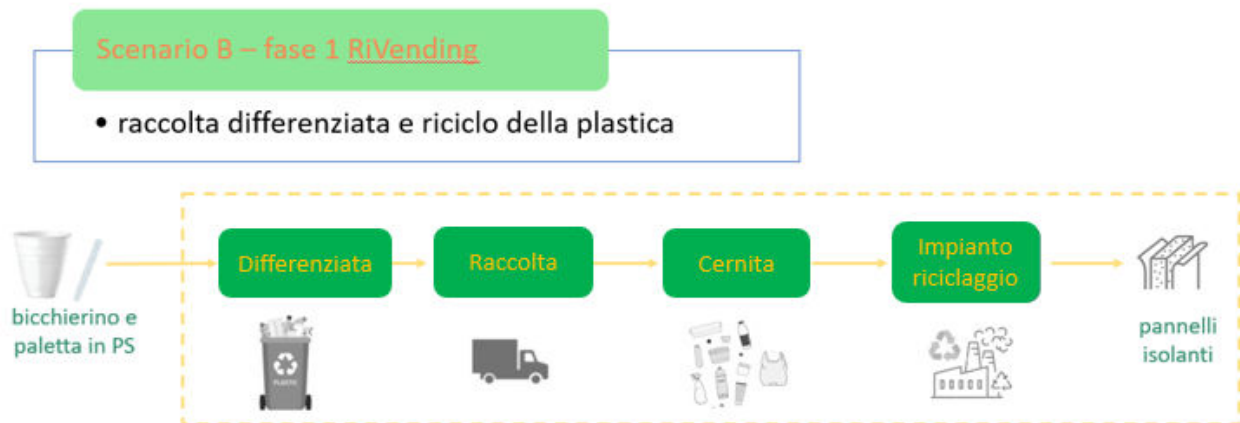 Scenario B – fase 1 RiVending
• raccolta differenziata e riciclo della plastica
bicchierino e
paletta in PS
Differenziata
Raccolta
Cernita
Impianto
riciclaggio
pannelli
isolanti